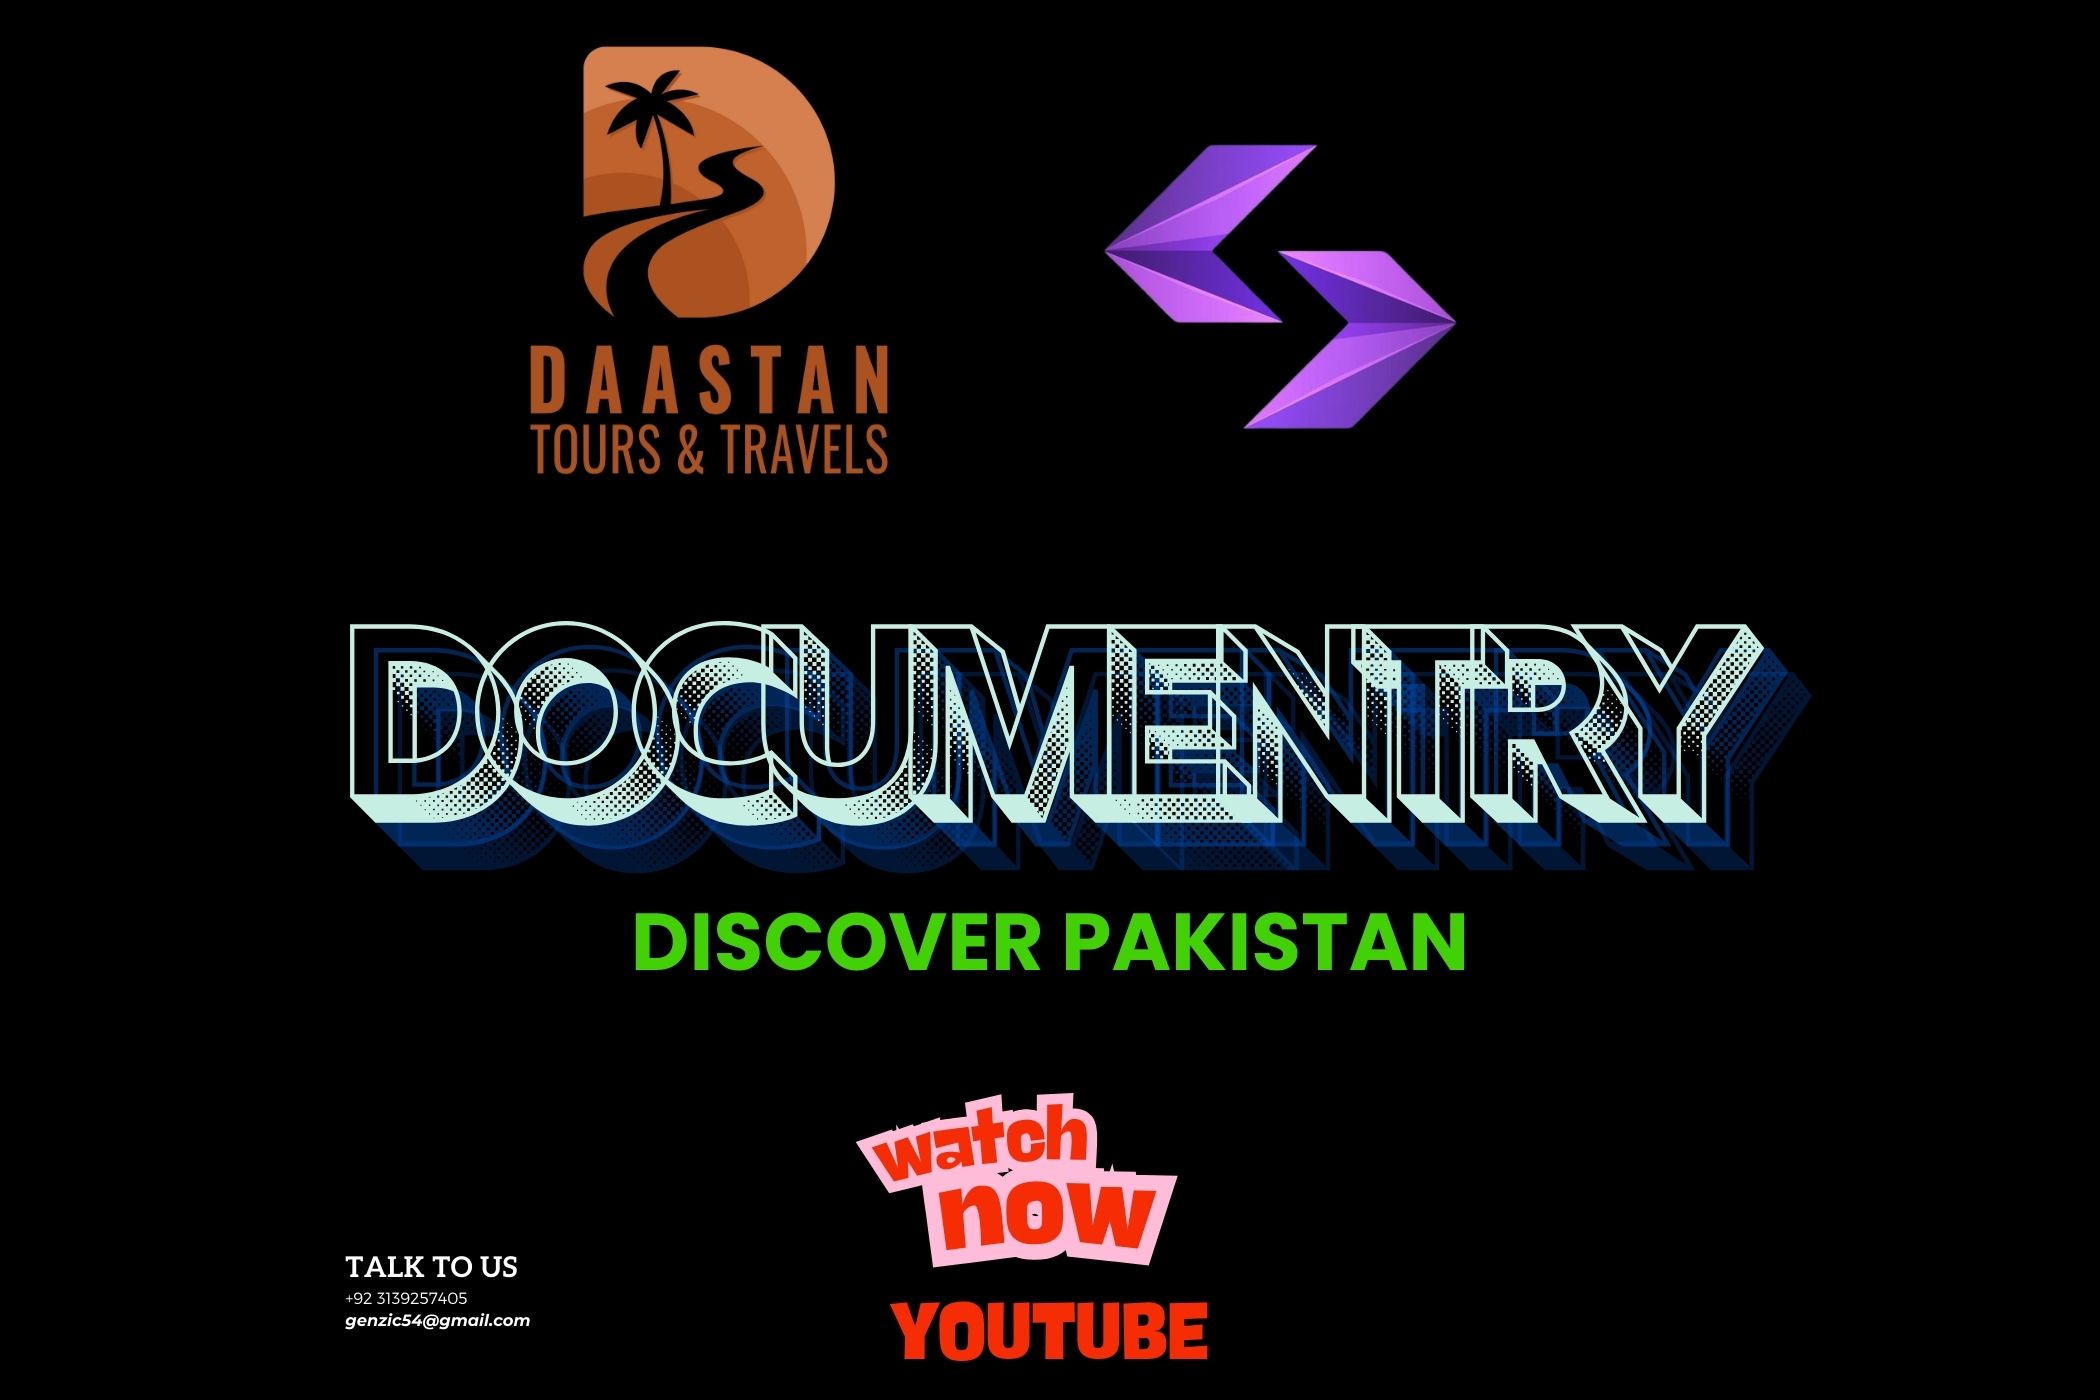 DAASTAN
TOURS & TRAVELS
DOCUMENTRY
DISCOVER PAKISTAN
watch
now
YOUTUBE
TALK TO US
+92 3139257405
genzic54@gmail.com